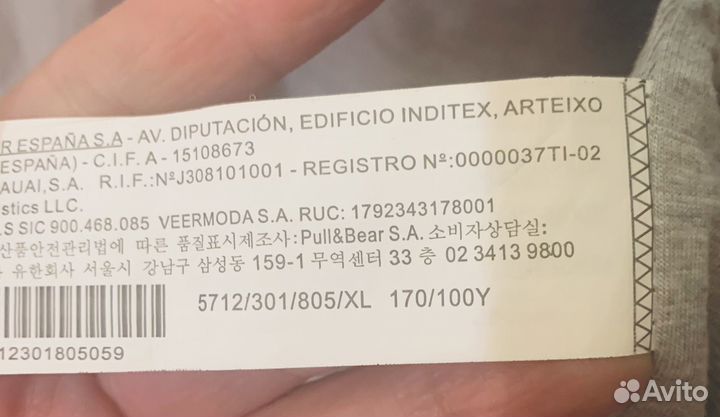 R ESPAÑA S.A - AV. DIPUTACIÓN, EDIFICIO INDITEX, ARTEIXO
ESPAÑA) - C.I.F. A - 15108673
AUAI,S.A. R.I.F.:NºJ308101001 - REGISTRO Nº:0000037TI-02
stics LLC.
LS SIC 900.468.085 VEERMODA S.A. RUC: 1792343178001
산품안전관리법에 따른 품질표시제조사:Pull&Bear S.A. 소비자상담실:
유한회사 서울시 강남구 삼성동 159-1 무역센터 33 층 02 3413 9800
5712/301/805/XL 170/100Y
12301805059
Avito